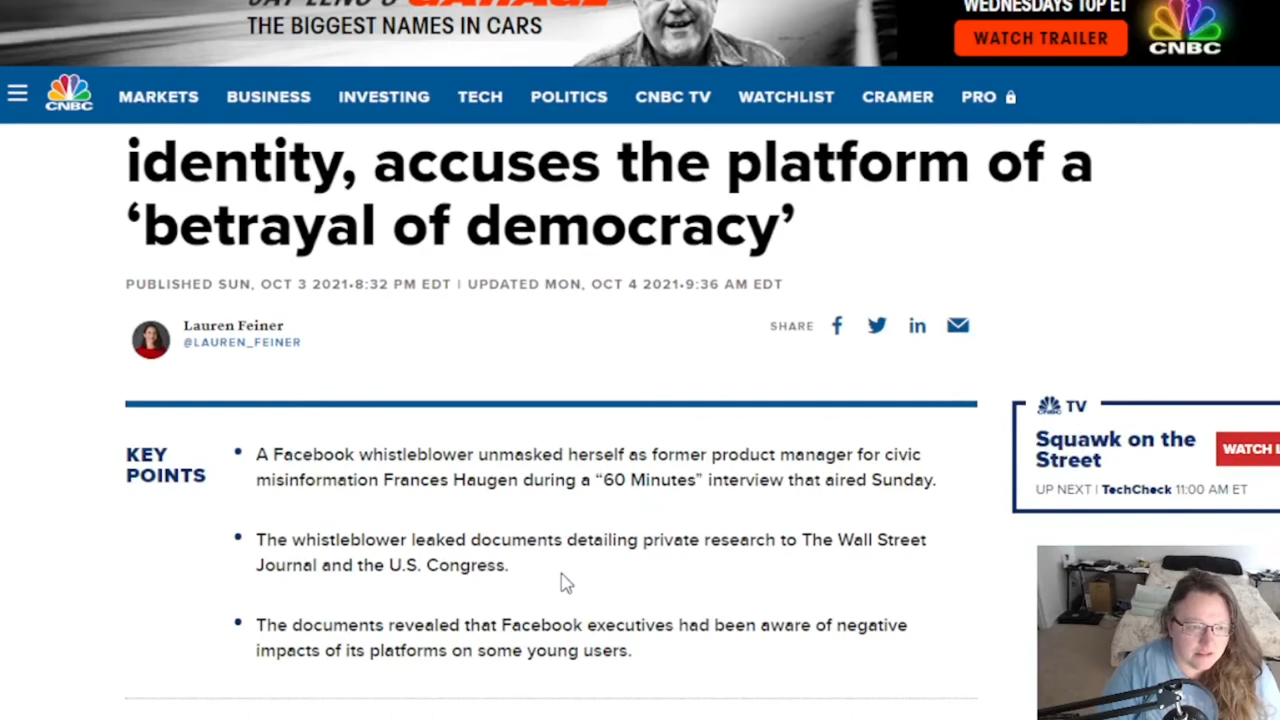 JAY LENO'S GARAGE
THE BIGGEST NAMES IN CARS
WEDNESDAYS 10P ET
WATCH TRAILER
CNBC
CNBC
MARKETS
BUSINESS
INVESTING
TECH
POLITICS
CNBC TV
WATCHLIST
CRAMER
PRO
identity, accuses the platform of a
‘betrayal of democracy’
PUBLISHED SUN, OCT 3 2021•8:32 PM EDT | UPDATED MON, OCT 4 2021•9:36 AM EDT
Lauren Feiner
@LAUREN_FEINER
SHARE
KEY
POINTS
• A Facebook whistleblower unmasked herself as former product manager for civic
misinformation Frances Haugen during a “60 Minutes” interview that aired Sunday.
• The whistleblower leaked documents detailing private research to The Wall Street
Journal and the U.S. Congress.
• The documents revealed that Facebook executives had been aware of negative
impacts of its platforms on some young users.
CNBC TV
Squawk on the
Street
WATCH L
UP NEXT | TechCheck 11:00 AM ET